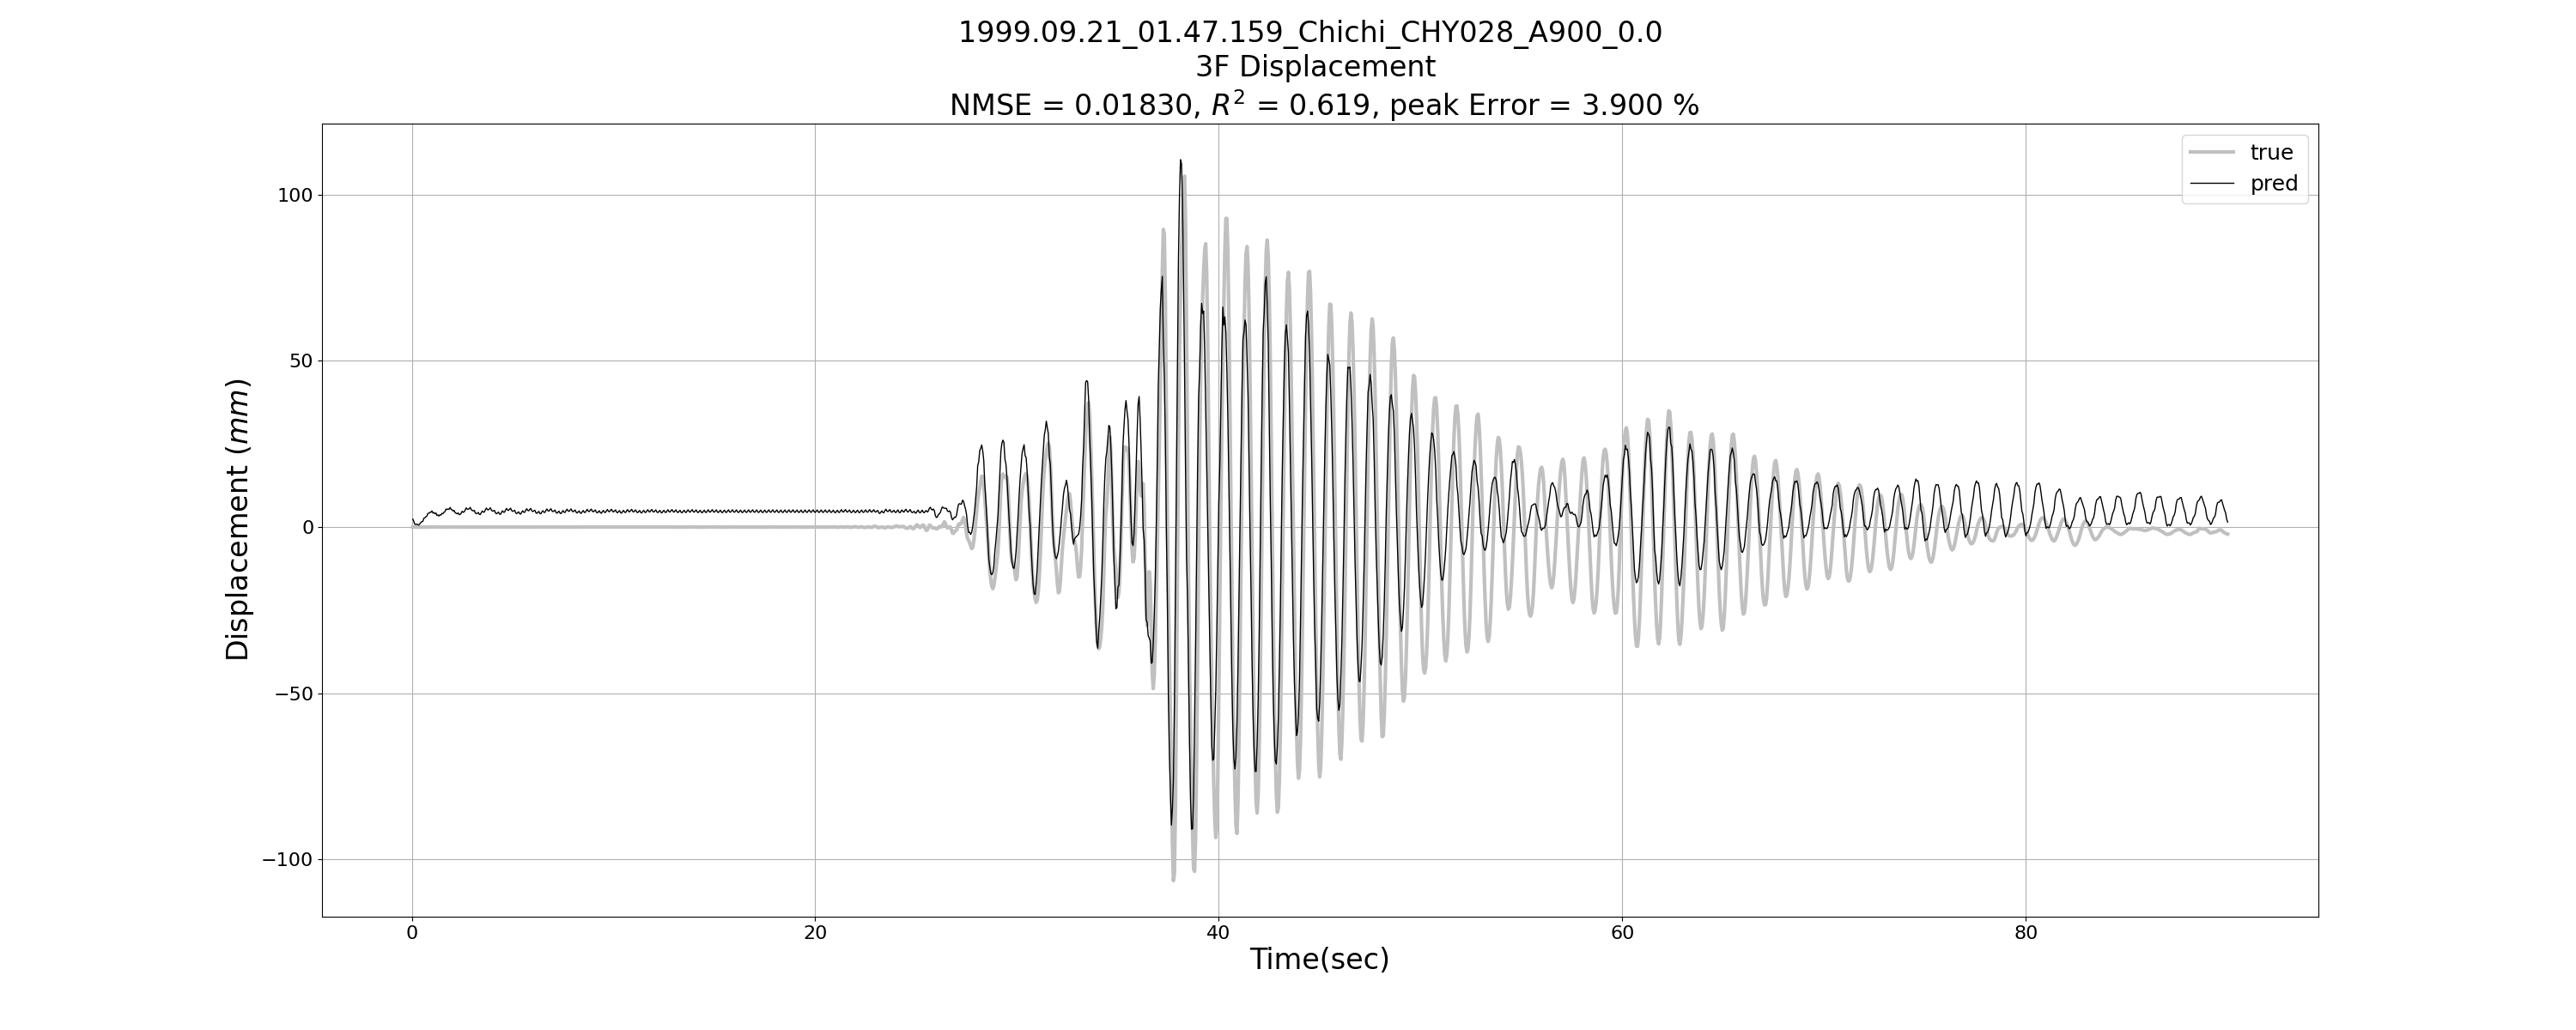 1999.09.21_01.47.159_Chichi_CHY028_A900_0.0
3F Displacement
NMSE = 0.01830, R² = 0.619, peak Error = 3.900 %
true
pred
Displacement (mm)
100
50
0
−50
−100
0 20 40 60 80
Time(sec)